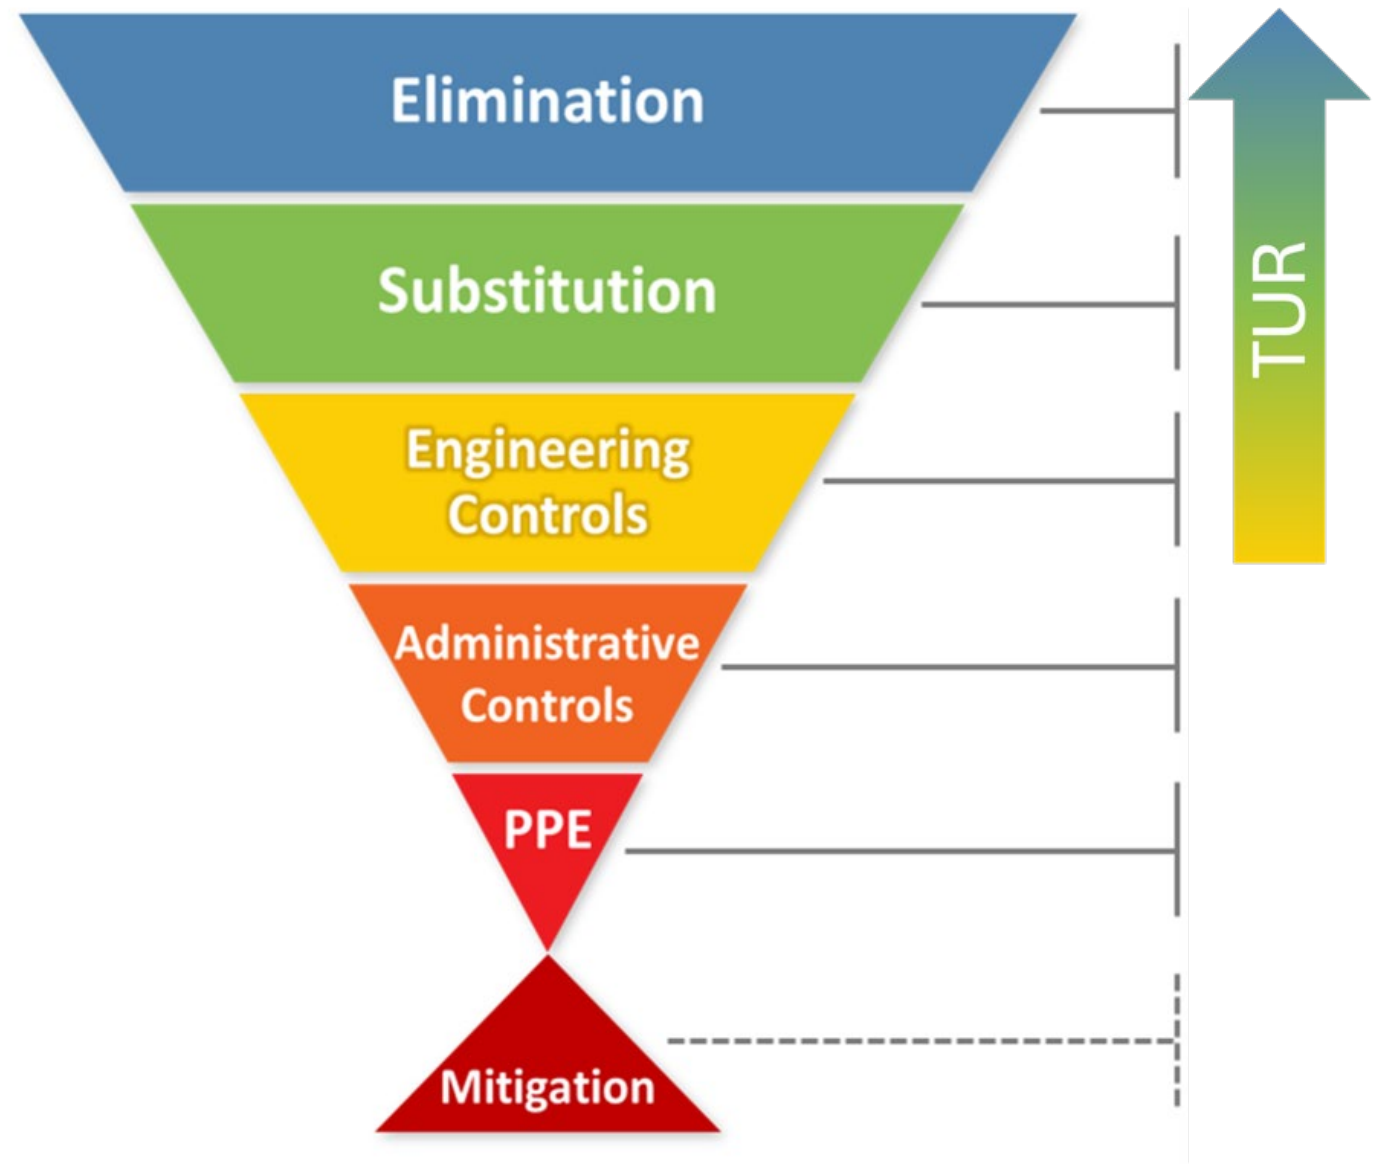 Elimination
Substitution
Engineering
Controls
Administrative
Controls
PPE
Mitigation
TUR